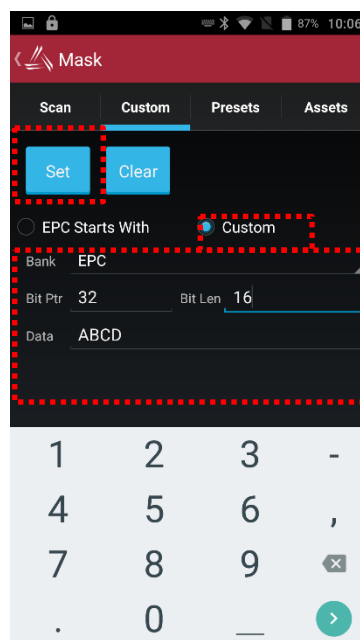 87% 10:06
Mask
Scan Custom Presets Assets
Set Clear
EPC Starts With Custom
Bank EPC
Bit Ptr 32 Bit Len 16
Data ABCD
1 2 3 -
4 5 6 ,
7 8 9
. 0 _